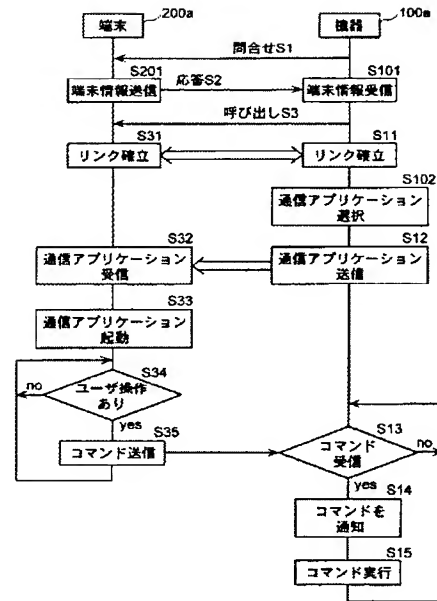 端末
200a
機器
100a
問合せS1
S201
端末情報送信
応答S2
S101
端末情報受信
呼び出しS3
S31
リンク確立
S11
リンク確立
S102
通信アプリケーション
選択
S32
通信アプリケーション
受信
S12
通信アプリケーション
送信
S33
通信アプリケーション
起動
S34
ユーザ操作
あり
no
yes
S35
コマンド送信
S13
コマンド
受信
no
yes
S14
コマンドを
通知
S15
コマンド実行